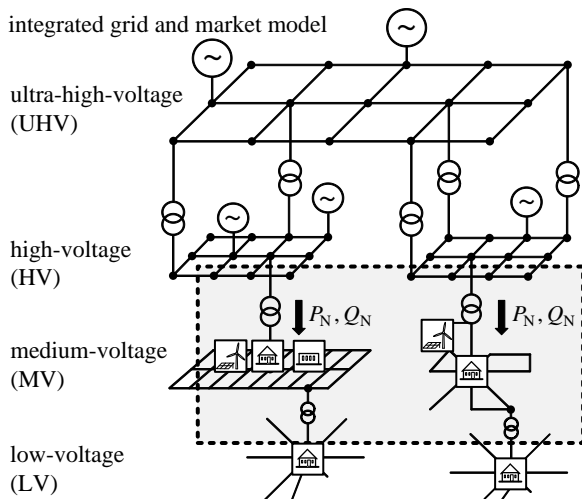 integrated grid and market model
~
~
ultra-high-voltage
(UHV)
~
~
~
high-voltage
(HV)
P_N, Q_N
P_N, Q_N
medium-voltage
(MV)
low-voltage
(LV)